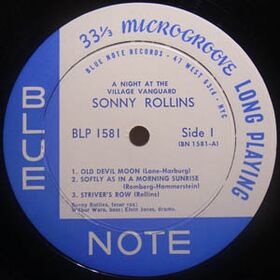 33⅓ MICROGROOVE LONG PLAYING
BLUE NOTE RECORDS • 47 WEST 63rd • NYC
A NIGHT AT THE
VILLAGE VANGUARD
SONNY ROLLINS
BLP 1581 Side 1
(BN 1581-A)
1. OLD DEVIL MOON (Lane-Harburg)
2. SOFTLY AS IN A MORNING SUNRISE
(Romberg-Hammerstein)
3. STRIVER'S ROW (Rollins)
Sonny Rollins, tenor sax;
Wilbur Ware, bass; Elvin Jones, drums.
BLUE
NOTE